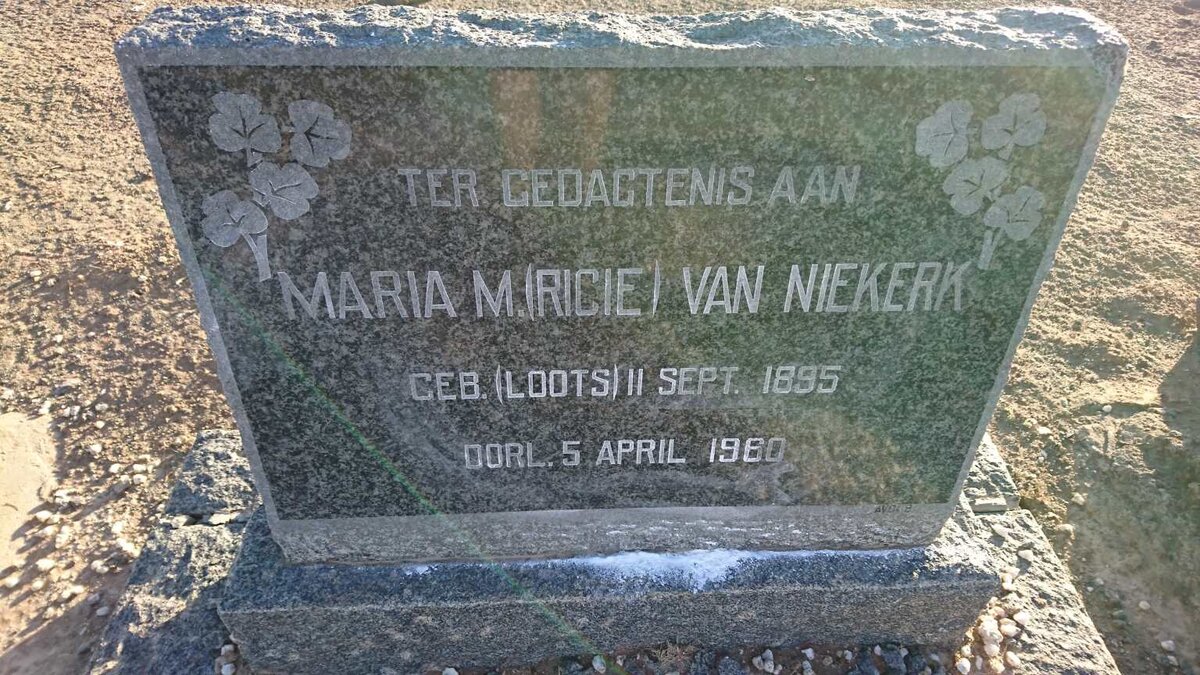 TER GEDAGTENIS AAN
MARIA M. (RICIE) VAN NIEKERK
GEB. (LOOTS) 11 SEPT. 1895
OORL. 5 APRIL 1960